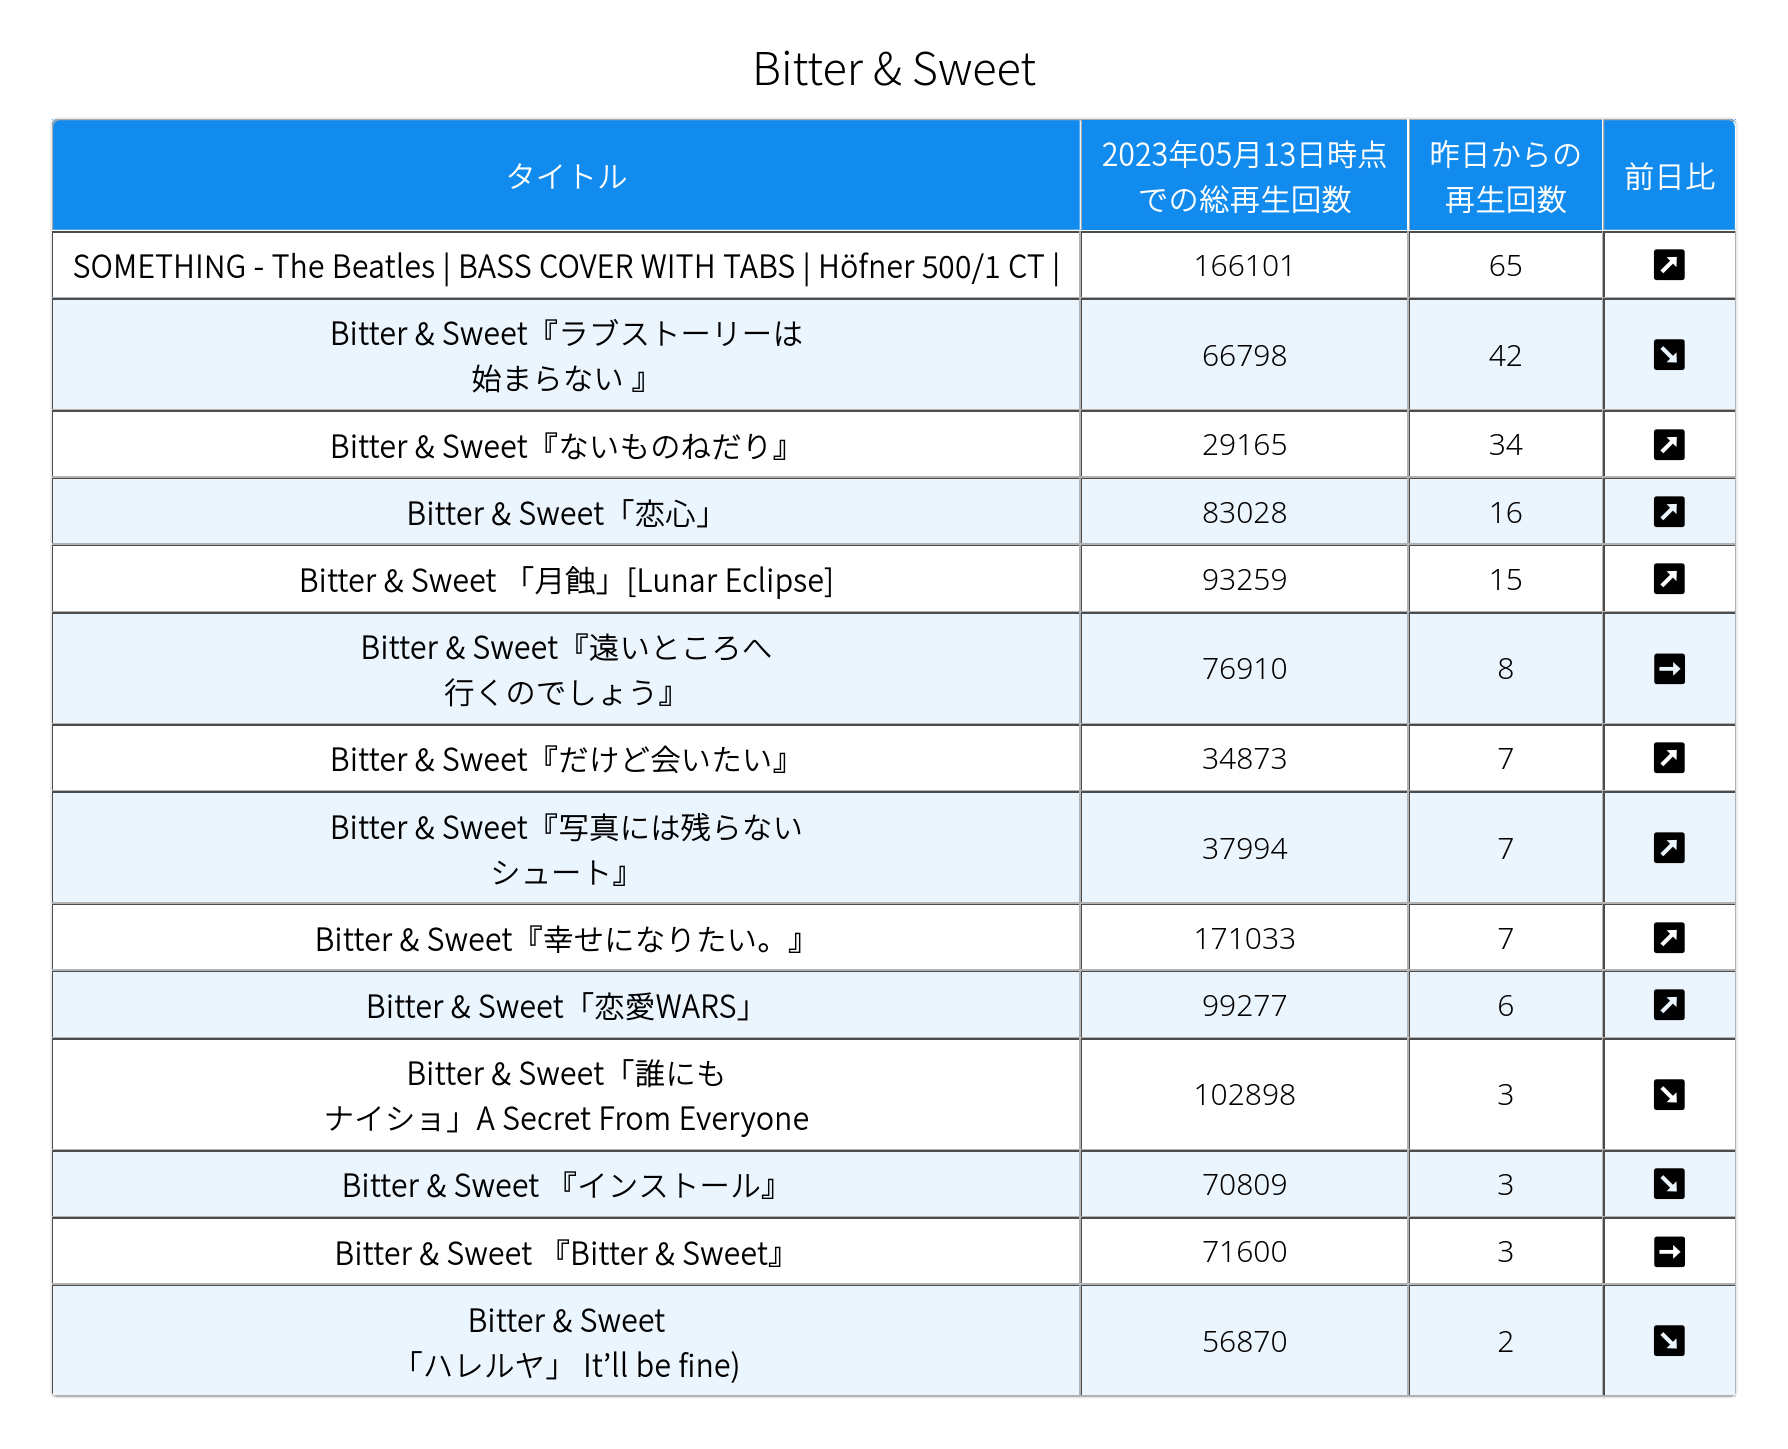 Bitter & Sweet
タイトル
2023年05月13日時点
での総再生回数
昨日からの
再生回数
前日比
SOMETHING - The Beatles | BASS COVER WITH TABS | Höfner 500/1 CT |
166101
65
Bitter & Sweet『ラブストーリーは
始まらない 』
66798
42
Bitter & Sweet『ないものねだり』
29165
34
Bitter & Sweet「恋心」
83028
16
Bitter & Sweet 「月蝕」[Lunar Eclipse]
93259
15
Bitter & Sweet『遠いところへ
行くのでしょう』
76910
8
Bitter & Sweet『だけど会いたい』
34873
7
Bitter & Sweet『写真には残らない
シュート』
37994
7
Bitter & Sweet『幸せになりたい。』
171033
7
Bitter & Sweet「恋愛WARS」
99277
6
Bitter & Sweet「誰にも
ナイショ」A Secret From Everyone
102898
3
Bitter & Sweet 『インストール』
70809
3
Bitter & Sweet 『Bitter & Sweet』
71600
3
Bitter & Sweet
「ハレルヤ」 It’ll be fine)
56870
2